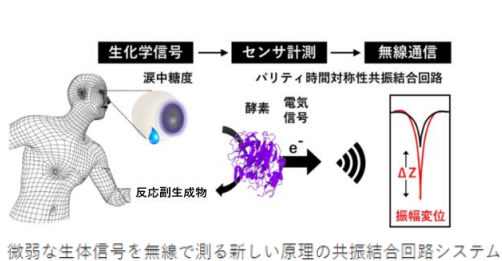 生化学信号 → センサ計測 → 無線通信
涙中糖度
パリティ時間対称性共振結合回路
酵素
電気
信号
e-
反応副生成物
ΔZ
振幅変位
微弱な生体信号を無線で測る新しい原理の共振結合回路システム